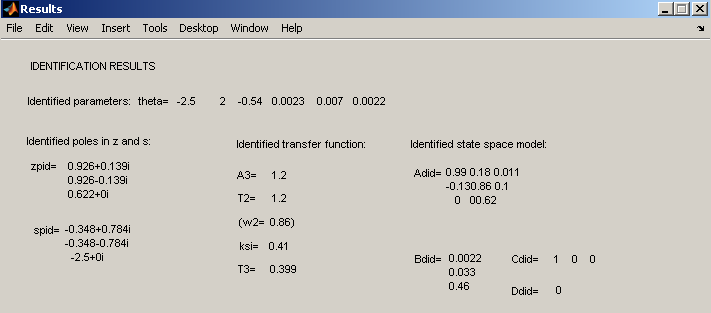 Results
File Edit View Insert Tools Desktop Window Help
IDENTIFICATION RESULTS
Identified parameters: theta= -2.5 2 -0.54 0.0023 0.007 0.0022
Identified poles in z and s:
zpid= 0.926+0.139i
0.926-0.139i
0.622+0i
spid= -0.348+0.784i
-0.348-0.784i
-2.5+0i
Identified transfer function:
A3= 1.2
T2= 1.2
(w2= 0.86)
ksi= 0.41
T3= 0.399
Identified state space model:
Adid= 0.99 0.18 0.011
-0.130.86 0.1
0 00.62
Bdid= 0.0022
0.033
0.46
Cdid= 1 0 0
Ddid= 0